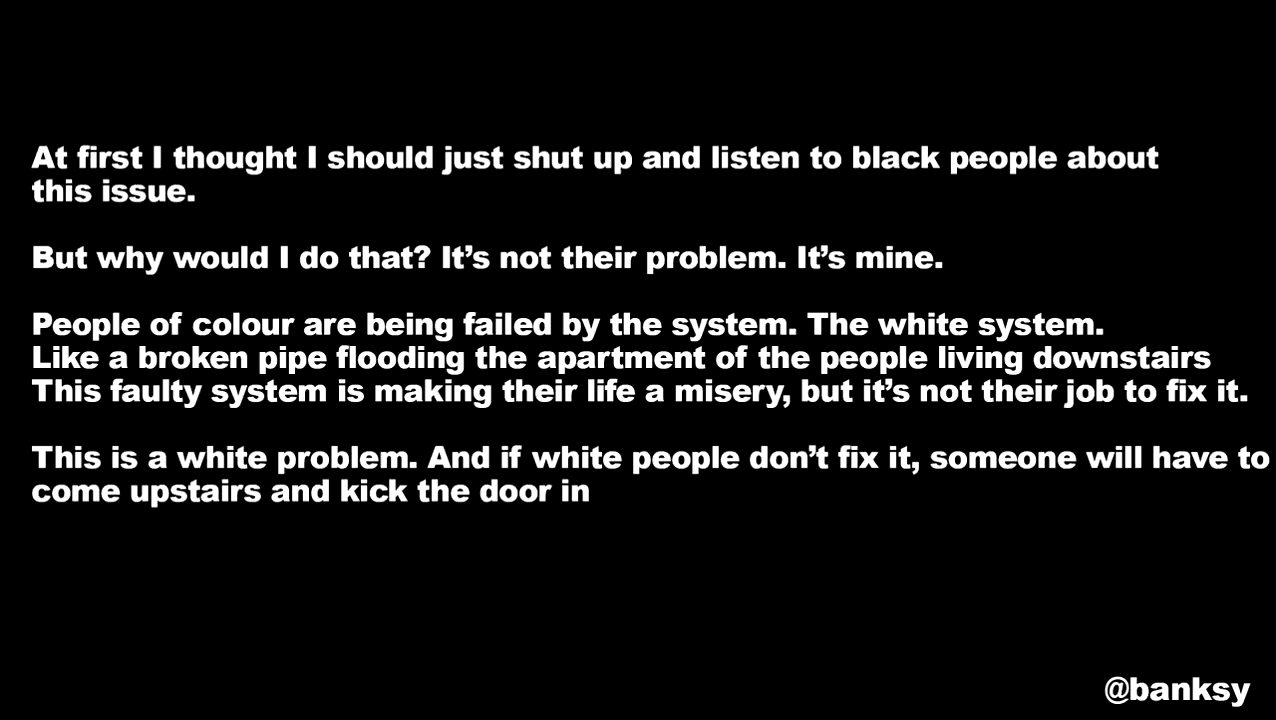 At first I thought I should just shut up and listen to black people about
this issue.
But why would I do that? It’s not their problem. It’s mine.
People of colour are being failed by the system. The white system.
Like a broken pipe flooding the apartment of the people living downstairs
This faulty system is making their life a misery, but it’s not their job to fix it.
This is a white problem. And if white people don’t fix it, someone will have to
come upstairs and kick the door in
@banksy